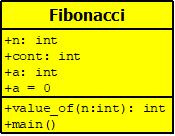 Fibonacci
+n: int
+cont: int
+a: int
+a = 0
+value_of(n:int): int
+main()